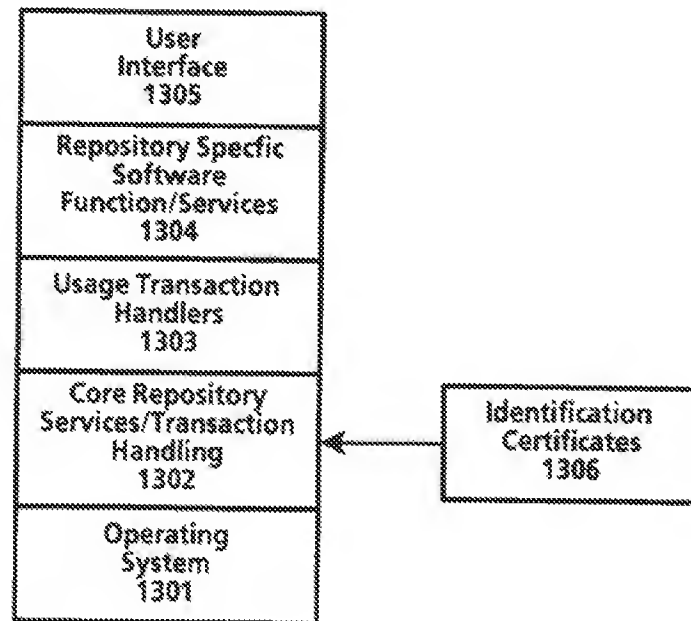 User
Interface
1305
Repository Specfic
Software
Function/Services
1304
Usage Transaction
Handlers
1303
Core Repository
Services/Transaction
Handling
1302
Identification
Certificates
1306
Operating
System
1301